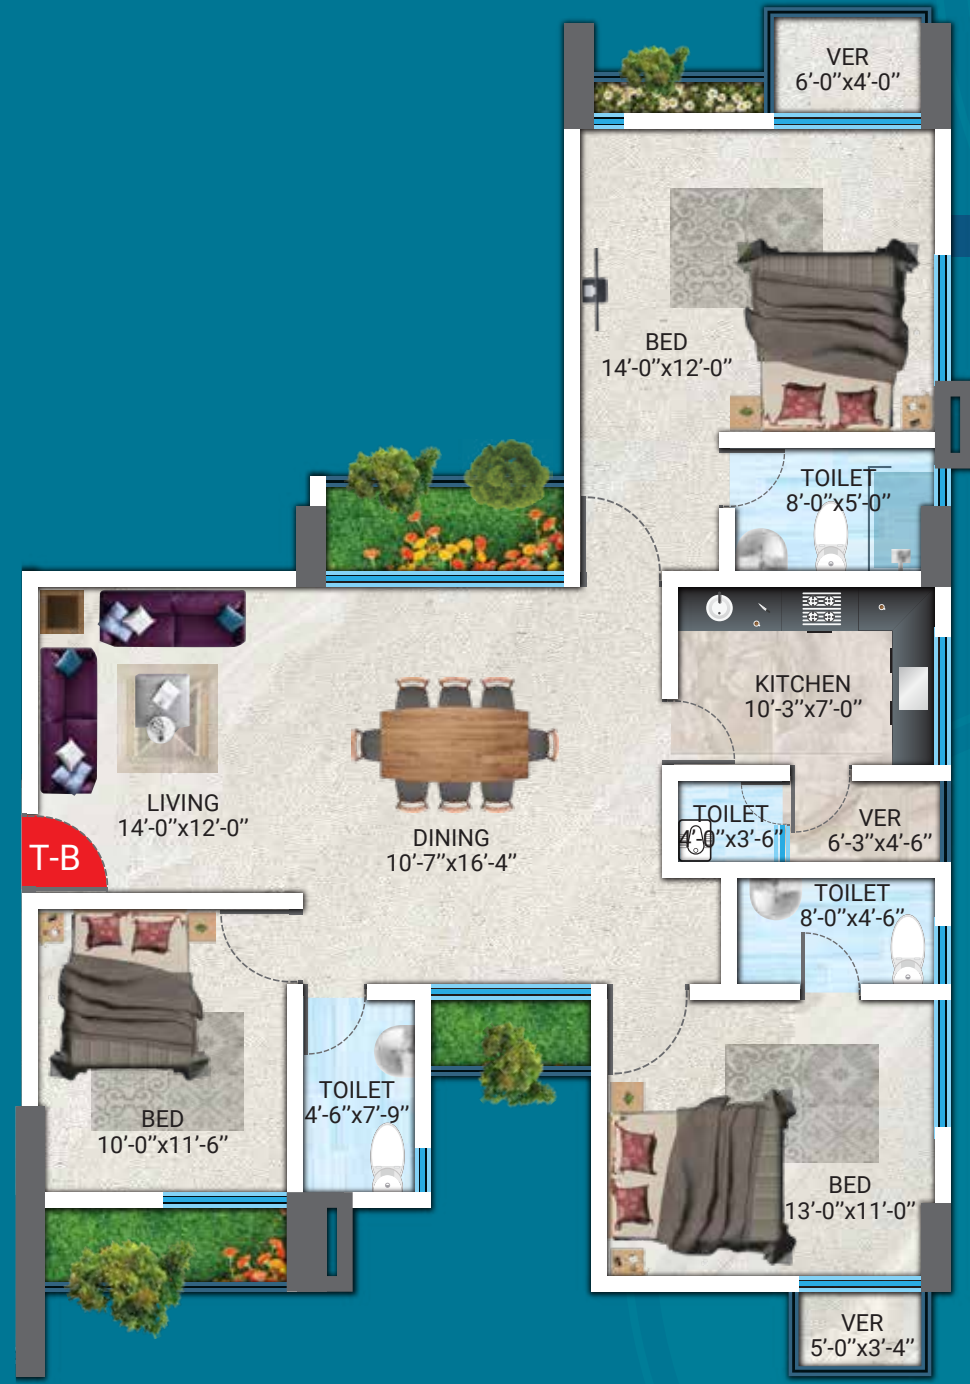 VER
6’-0”x4’-0”
BED
14’-0”x12’-0”
TOILET
8’-0”x5’-0”
KITCHEN
10’-3”x7’-0”
LIVING
14’-0”x12’-0”
DINING
10’-7”x16’-4”
TOILET
4’-0”x3’-6”
VER
6’-3”x4’-6”
T-B
TOILET
8’-0”x4’-6”
TOILET
4’-6”x7’-9”
BED
10’-0”x11’-6”
BED
13’-0”x11’-0”
VER
5’-0”x3’-4”